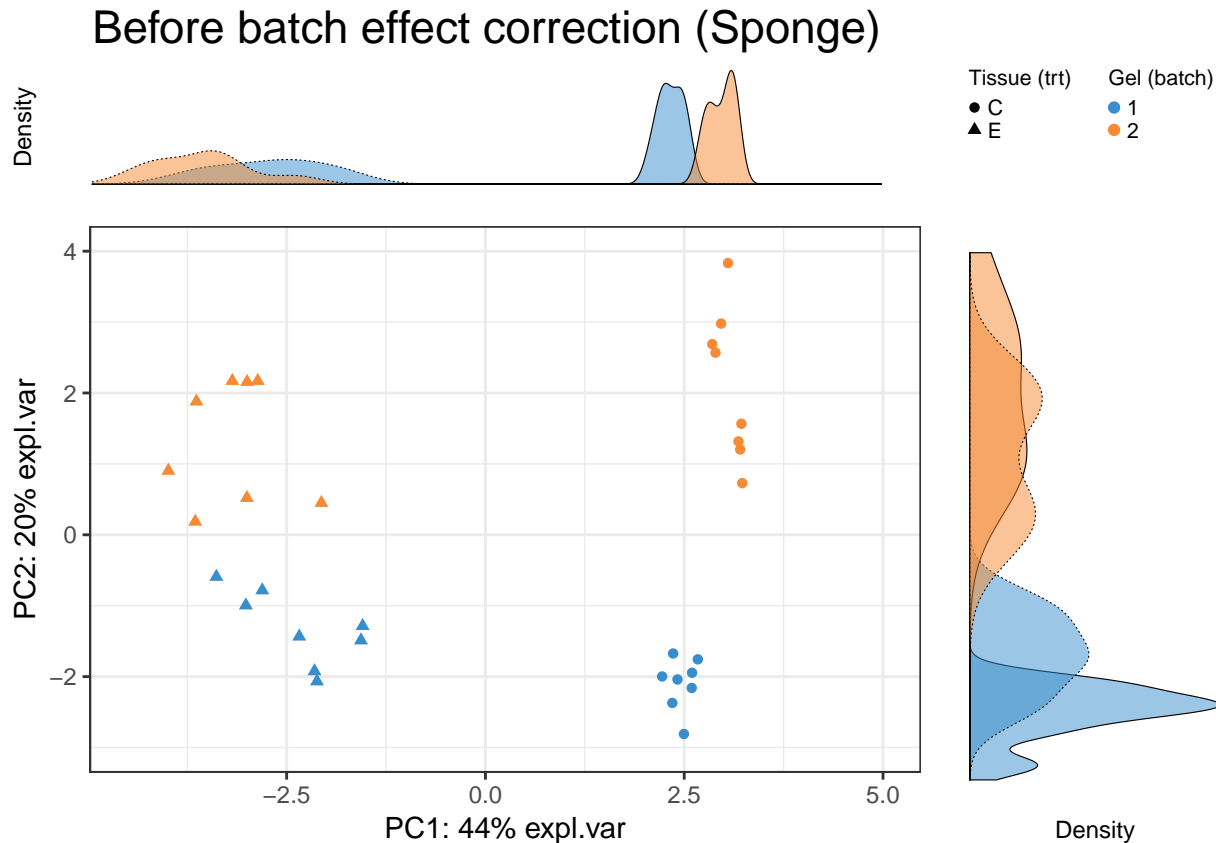 Before batch effect correction (Sponge)
Density
Tissue (trt)
C
E
Gel (batch)
1
2
4
2
0
−2
PC2: 20% expl.var
−2.5
0.0
2.5
5.0
PC1: 44% expl.var
Density